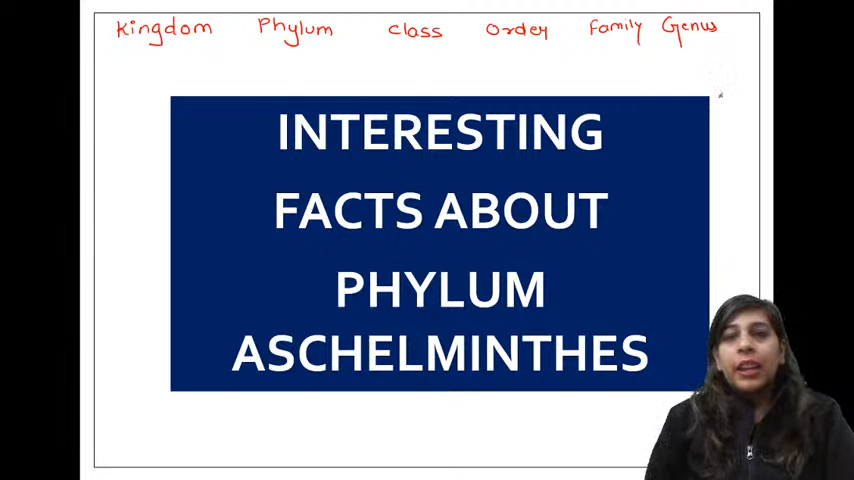 Kingdom Phylum class order Family Genus
INTERESTING
FACTS ABOUT
PHYLUM
ASCHELMINTHES